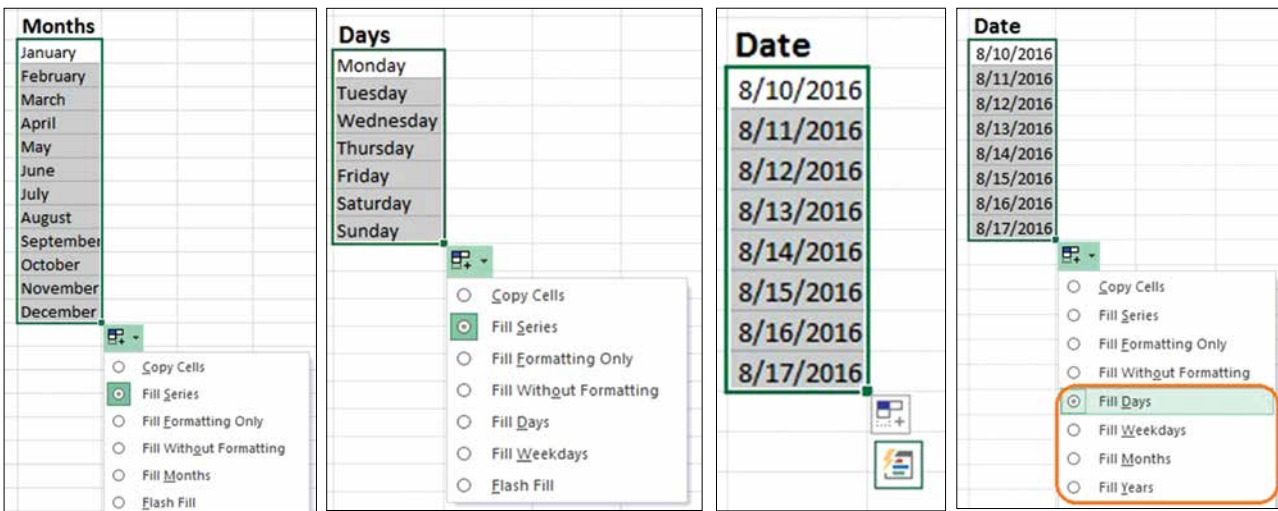 Months
January
February
March
April
May
June
July
August
September
October
November
December
Copy Cells
Fill Series
Fill Formatting Only
Fill Without Formatting
Fill Months
Flash Fill
Days
Monday
Tuesday
Wednesday
Thursday
Friday
Saturday
Sunday
Copy Cells
Fill Series
Fill Formatting Only
Fill Without Formatting
Fill Days
Fill Weekdays
Flash Fill
Date
8/10/2016
8/11/2016
8/12/2016
8/13/2016
8/14/2016
8/15/2016
8/16/2016
8/17/2016
Date
8/10/2016
8/11/2016
8/12/2016
8/13/2016
8/14/2016
8/15/2016
8/16/2016
8/17/2016
Copy Cells
Fill Series
Fill Formatting Only
Fill Without Formatting
Fill Days
Fill Weekdays
Fill Months
Fill Years